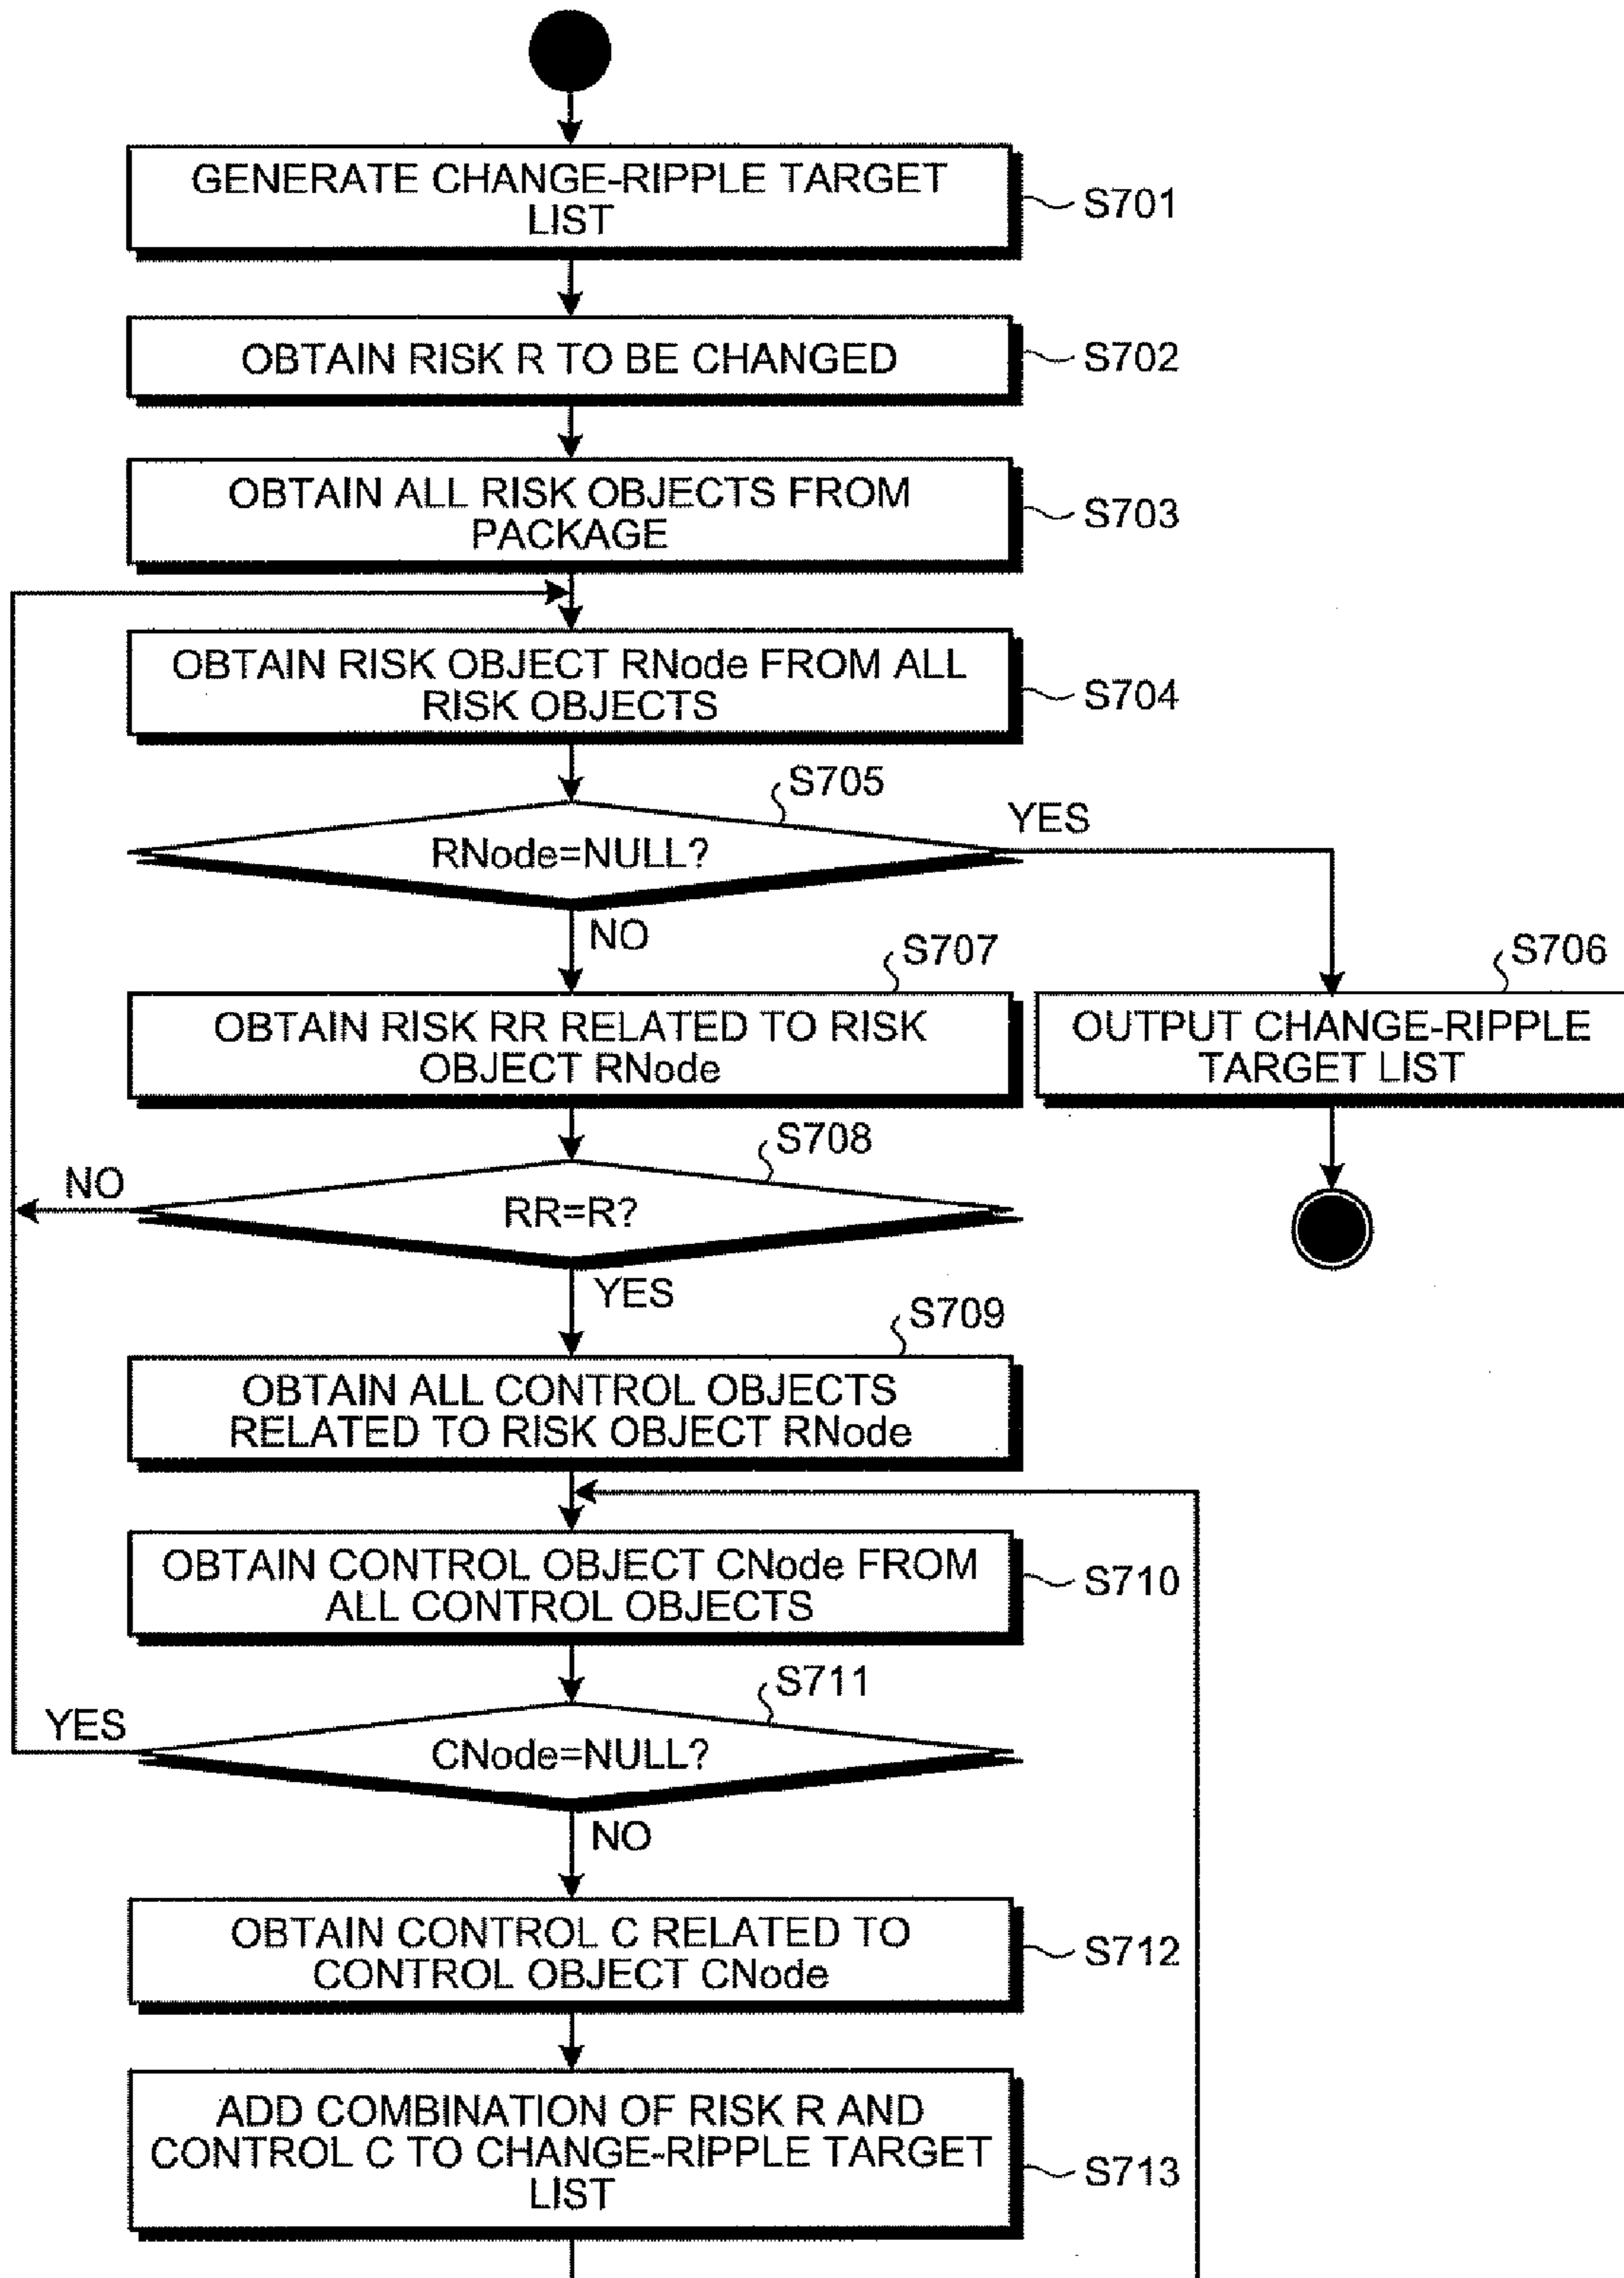 GENERATE CHANGE-RIPPLE TARGET
LIST
S701
OBTAIN RISK R TO BE CHANGED
S702
OBTAIN ALL RISK OBJECTS FROM
PACKAGE
S703
OBTAIN RISK OBJECT RNode FROM ALL
RISK OBJECTS
S704
S705
RNode=NULL?
YES
NO
S707
OBTAIN RISK RR RELATED TO RISK
OBJECT RNode
S706
OUTPUT CHANGE-RIPPLE
TARGET LIST
S708
RR=R?
NO
YES
S709
OBTAIN ALL CONTROL OBJECTS
RELATED TO RISK OBJECT RNode
OBTAIN CONTROL OBJECT CNode FROM
ALL CONTROL OBJECTS
S710
S711
CNode=NULL?
YES
NO
OBTAIN CONTROL C RELATED TO
CONTROL OBJECT CNode
S712
ADD COMBINATION OF RISK R AND
CONTROL C TO CHANGE-RIPPLE TARGET
LIST
S713